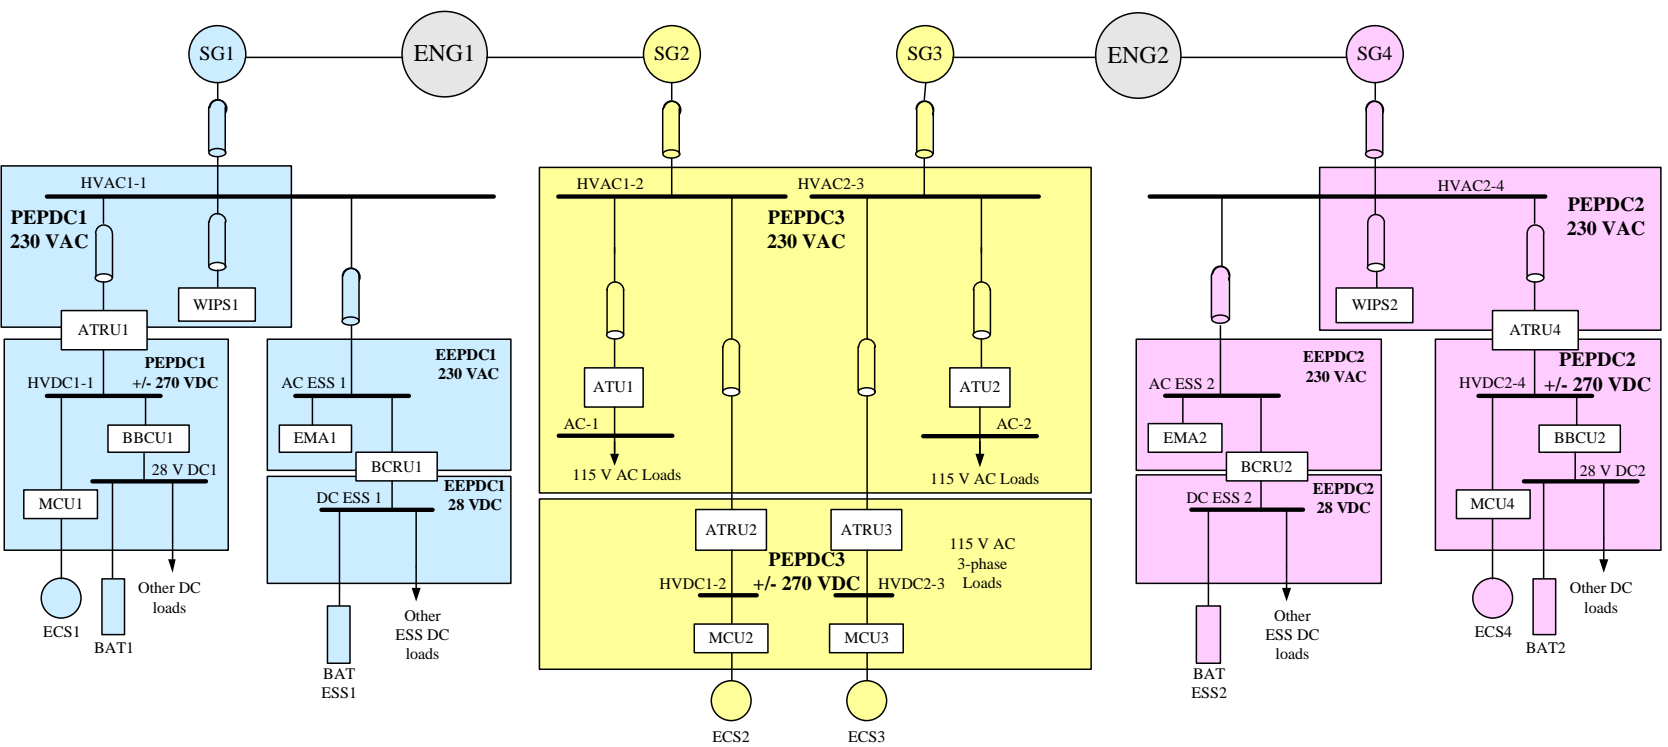 SG1
ENG1
SG2
SG3
ENG2
SG4
HVAC1-1
PEPDC1
230 VAC
WIPS1
ATRU1
PEPDC1
+/- 270 VDC
HVDC1-1
BBCU1
28 V DC1
MCU1
ECS1
BAT1
Other DC
loads
EEPDC1
230 VAC
AC ESS 1
EMA1
BCRU1
EEPDC1
28 VDC
DC ESS 1
BAT
ESS1
Other
ESS DC
loads
HVAC1-2
HVAC2-3
PEPDC3
230 VAC
ATU1
AC-1
115 V AC Loads
ATU2
AC-2
115 V AC Loads
ATRU2
ATRU3
115 V AC
3-phase
Loads
PEPDC3
+/- 270 VDC
HVDC1-2
HVDC2-3
MCU2
MCU3
ECS2
ECS3
HVAC2-4
PEPDC2
230 VAC
WIPS2
ATRU4
EEPDC2
230 VAC
AC ESS 2
EMA2
BCRU2
EEPDC2
28 VDC
DC ESS 2
BAT
ESS2
Other
ESS DC
loads
PEPDC2
+/- 270 VDC
HVDC2-4
BBCU2
28 V DC2
MCU4
ECS4
BAT2
Other DC
loads